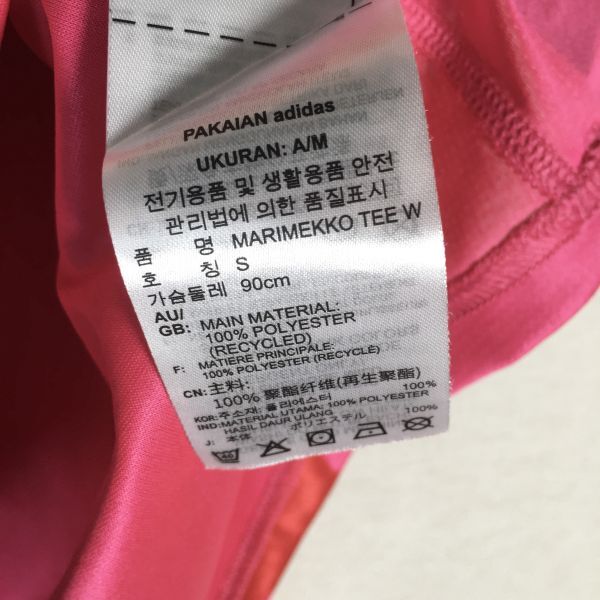 PAKAIAN adidas
UKURAN: A/M
전기용품 및 생활용품 안전
관리법에 의한 품질표시
품 명 MARIMEKKO TEE W
호 칭 S
가슴둘레 90cm
AU/
GB: MAIN MATERIAL:
100% POLYESTER
(RECYCLED)
F: MATIERE PRINCIPALE:
100% POLYESTER (RECYCLÉ)
CN: 主料:
100% 聚酯纤维(再生聚酯)
KOR: 주소재: 폴리에스터 100%
IND: MATERIAL UTAMA: 100% POLYESTER
HASIL DAUR ULANG
J: 本体 ポリエステル 100%
40